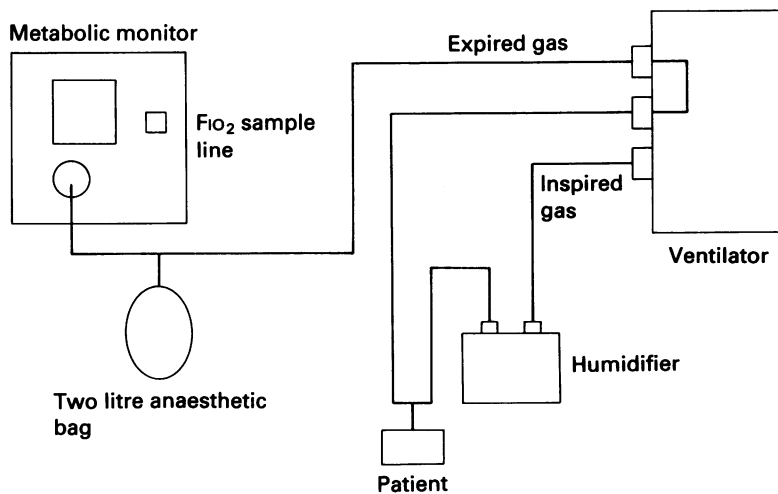 Metabolic monitor
Expired gas
FIO2 sample
line
Inspired
gas
Ventilator
Humidifier
Two litre anaesthetic
bag
Patient